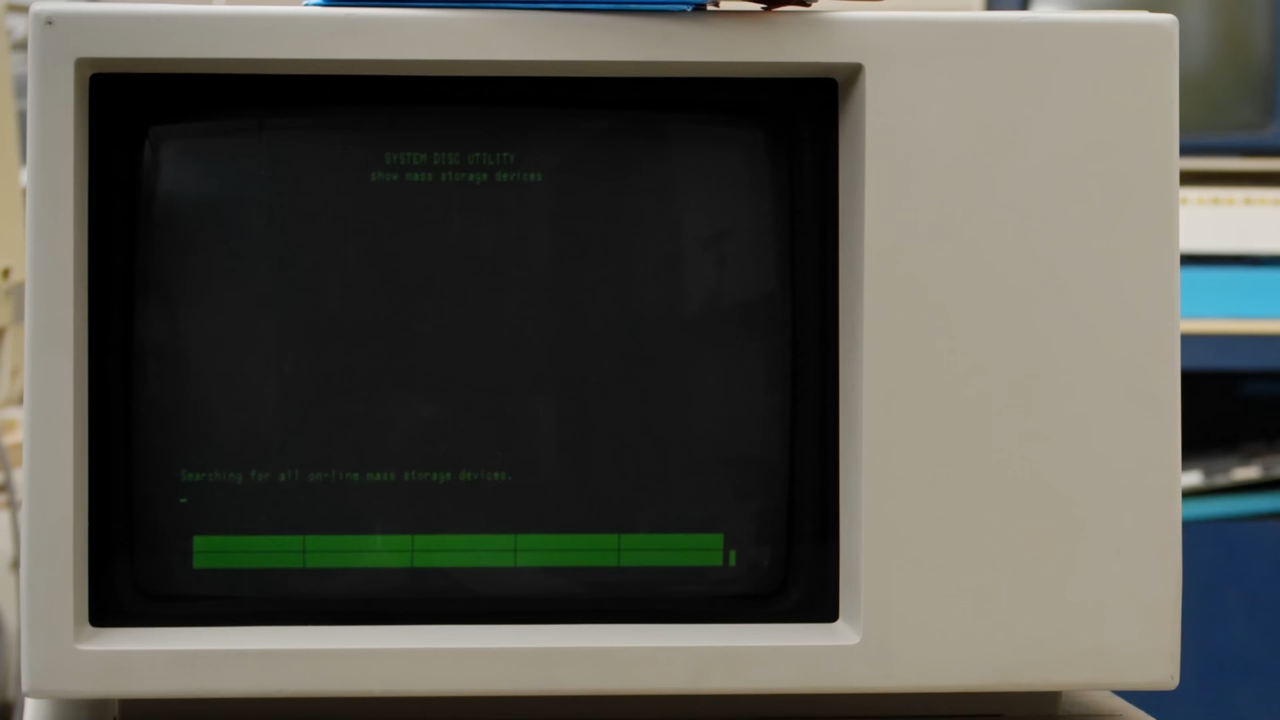 SYSTEM DISC UTILITY
show mass storage devices
Searching for all on-line mass storage devices.